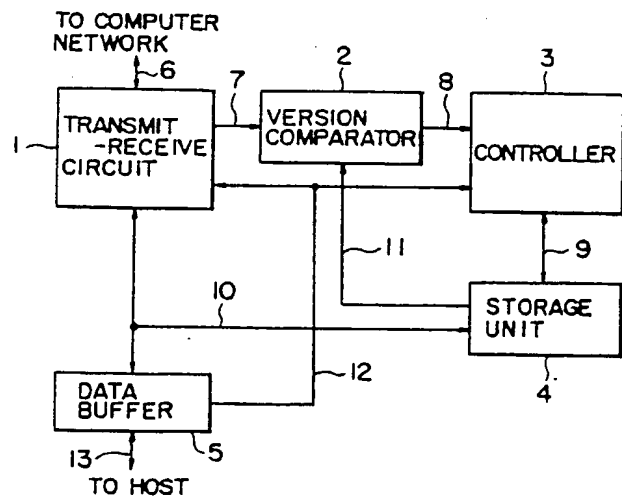 TO COMPUTER
NETWORK
6
7
2
8
3
1
TRANSMIT
-RECEIVE
CIRCUIT
VERSION
COMPARATOR
CONTROLLER
11
9
10
STORAGE
UNIT
12
4
DATA
BUFFER
5
13
TO HOST